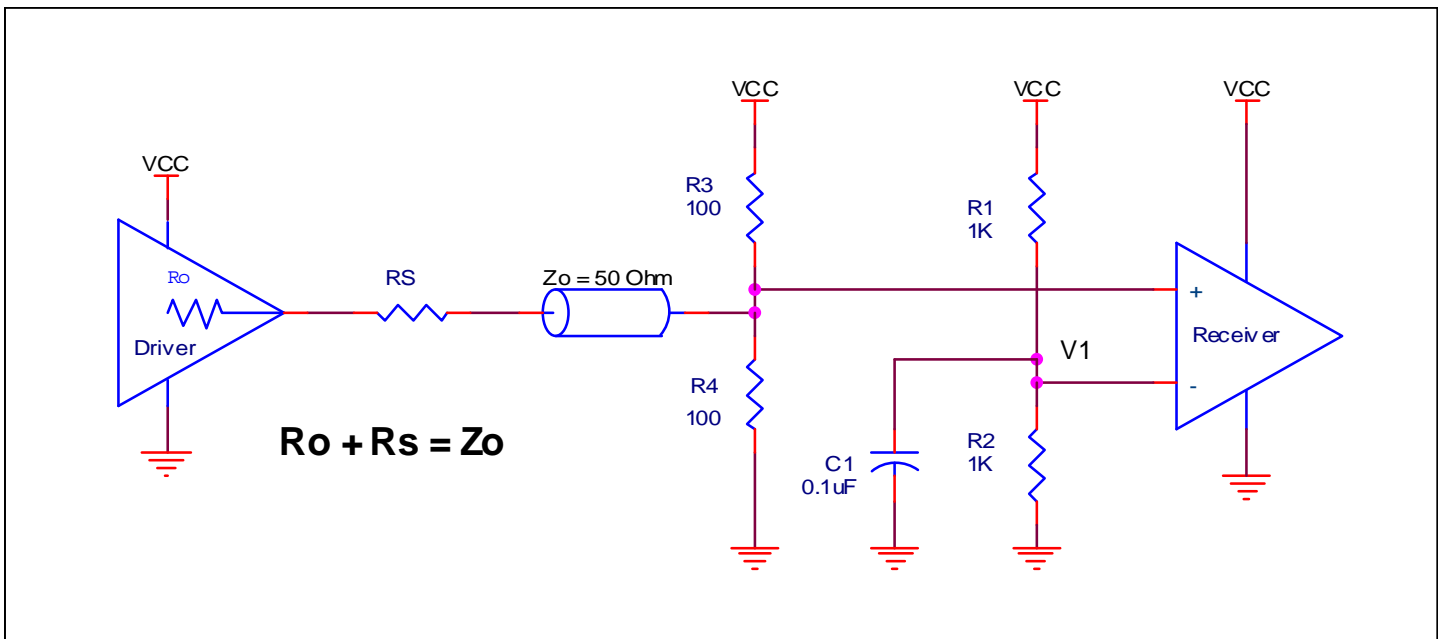 VCC
VCC
VCC
VCC
R3
100
R1
1K
Ro
RS
Zo = 50 Ohm
+
Driver
Receiver
V1
-
R4
100
Ro + Rs = Zo
R2
1K
C1
0.1uF